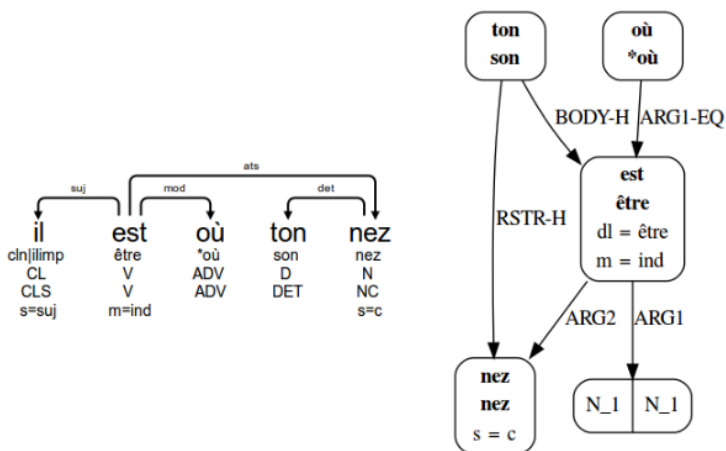 ats
suj mod det
il est où ton nez
cln|ilimp être *où son nez
CL V ADV D N
CLS V ADV DET NC
s=suj m=ind s=c
ton
son
où
*où
BODY-H ARG1-EQ
est
être
dl = être
m = ind
RSTR-H
ARG2 ARG1
nez
nez
s = c
N_1 N_1